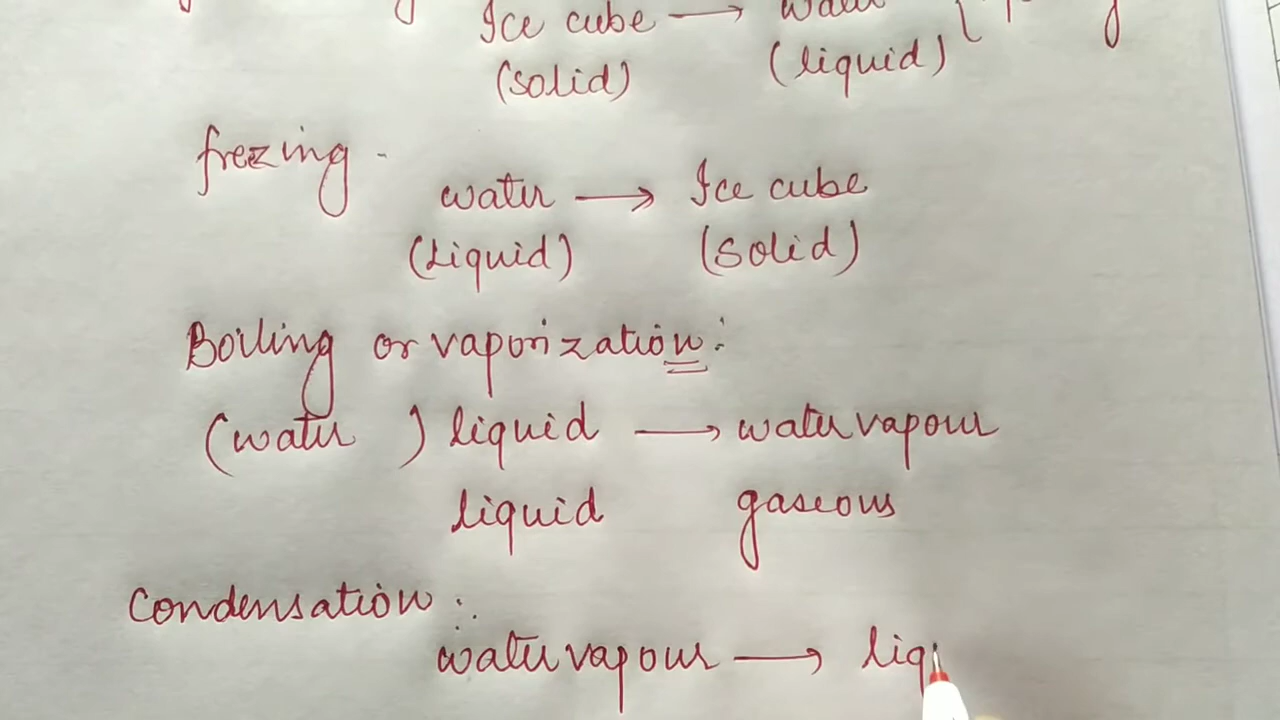 Ice cube → water
(solid) (liquid)
frezing -
water → Ice cube
(Liquid) (Solid)
Boiling or vaporization:
(water ) liquid → water vapour
liquid gaseous
Condensation :
water vapour → liq